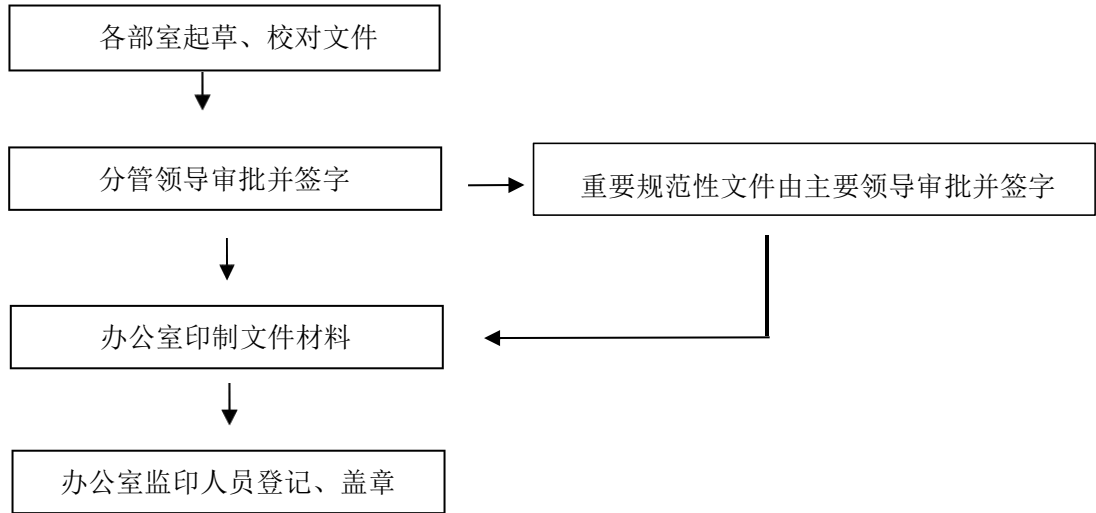 各部室起草、校对文件
分管领导审批并签字
重要规范性文件由主要领导审批并签字
办公室印制文件材料
办公室监印人员登记、盖章